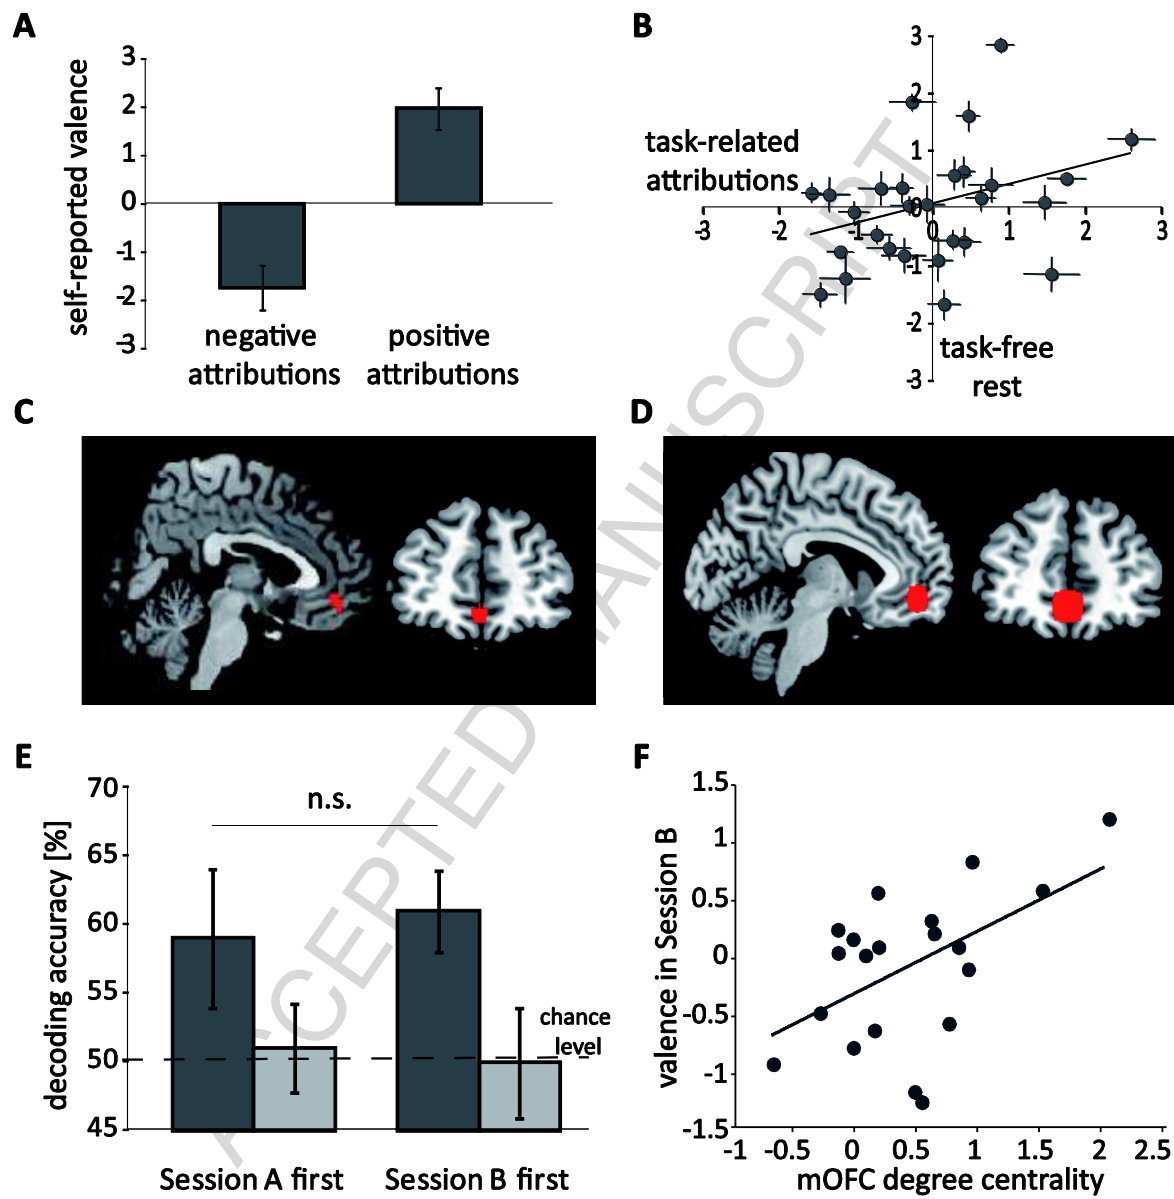 A
self-reported valence
3
2
1
0
-1
-2
-3
negative
attributions
positive
attributions
B
task-related
attributions
3
2
1
0
-1
-2
-3
-3
-2
-1
0
1
2
3
task-free
rest
C
D
ACCEPTED MANUSCRIPT
E
decoding accuracy [%]
70
65
60
55
50
45
n.s.
chance
level
Session A first
Session B first
F
valence in Session B
1.5
1
0.5
0
-0.5
-1
-1.5
-1
-0.5
0
0.5
1
1.5
2
2.5
mOFC degree centrality